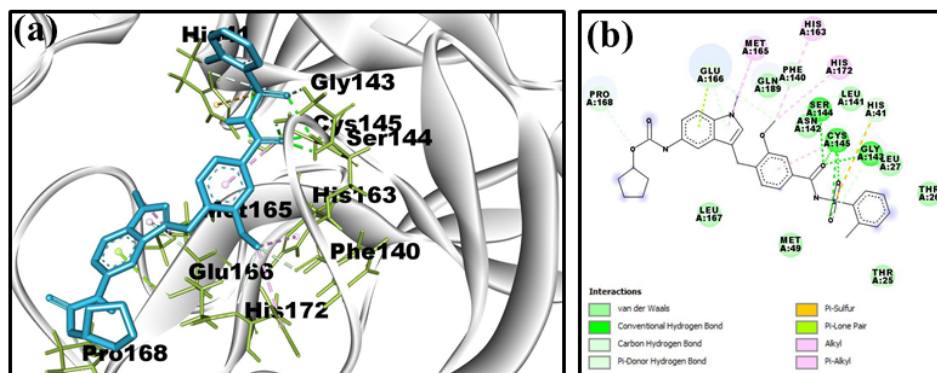 (a)
His41
Gly143
Cys145
Ser144
His163
Met165
Phe140
Glu166
His172
Pro168
(b)
HIS
A:163
MET
A:165
PHE
A:140
HIS
A:172
GLU
A:166
GLN
A:189
LEU
A:141
PRO
A:168
SER
A:144
HIS
A:41
ASN
A:142
CYS
A:145
GLY
A:143
LEU
A:27
THR
A:26
LEU
A:167
MET
A:49
THR
A:25
O
N
H
N
O
O
O
N
H
O
S
O
Interactions
van der Waals
Conventional Hydrogen Bond
Carbon Hydrogen Bond
Pi-Donor Hydrogen Bond
Pi-Sulfur
Pi-Lone Pair
Alkyl
Pi-Alkyl